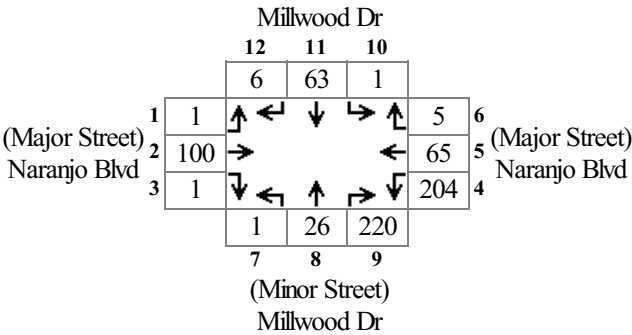 Millwood Dr
12 11 10
6 63 1
1 1 5 6
(Major Street) Naranjo Blvd 2 100 65 5 (Major Street) Naranjo Blvd
3 1 204 4
1 26 220
7 8 9
(Minor Street)
Millwood Dr